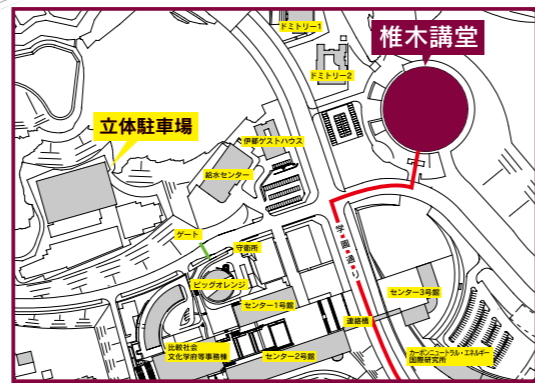 ドミトリー1
椎木講堂
ドミトリー2
立体駐車場
伊都ゲストハウス
給水センター
ゲート
守衛所
学園通り
ビッグオレンジ
センター1号館
センター3号館
連絡橋
比較社会
文化学府等事務棟
センター2号館
カーボンニュートラル・エネルギー
国際研究所